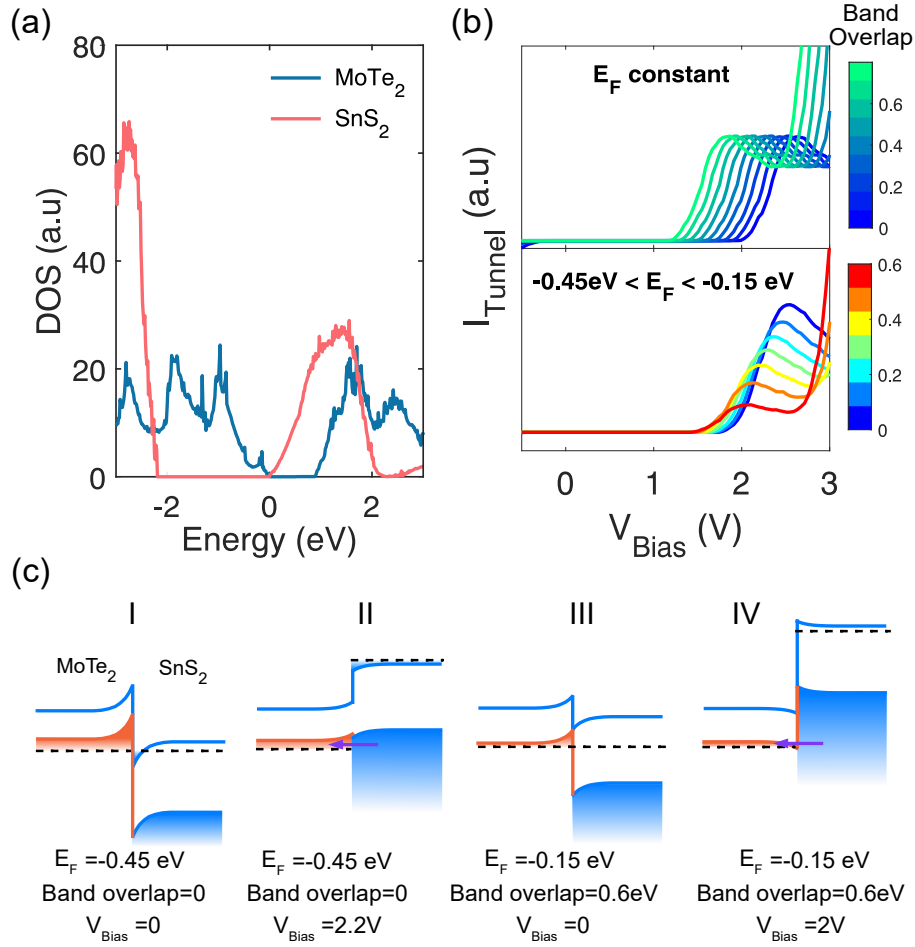 (a)
80
60
40
20
0
-2
0
2
DOS (a.u)
Energy (eV)
MoTe2
SnS2
(b)
Band
Overlap
E_F constant
0.6
0.4
0.2
0
-0.45eV < E_F < -0.15 eV
0.6
0.4
0.2
0
I_Tunnel (a.u)
0
1
2
3
V_Bias (V)
(c)
I
II
III
IV
MoTe2
SnS2
E_F =-0.45 eV
Band overlap=0
V_Bias =0
E_F =-0.45 eV
Band overlap=0
V_Bias =2.2V
E_F =-0.15 eV
Band overlap=0.6eV
V_Bias =0
E_F =-0.15 eV
Band overlap=0.6eV
V_Bias =2V